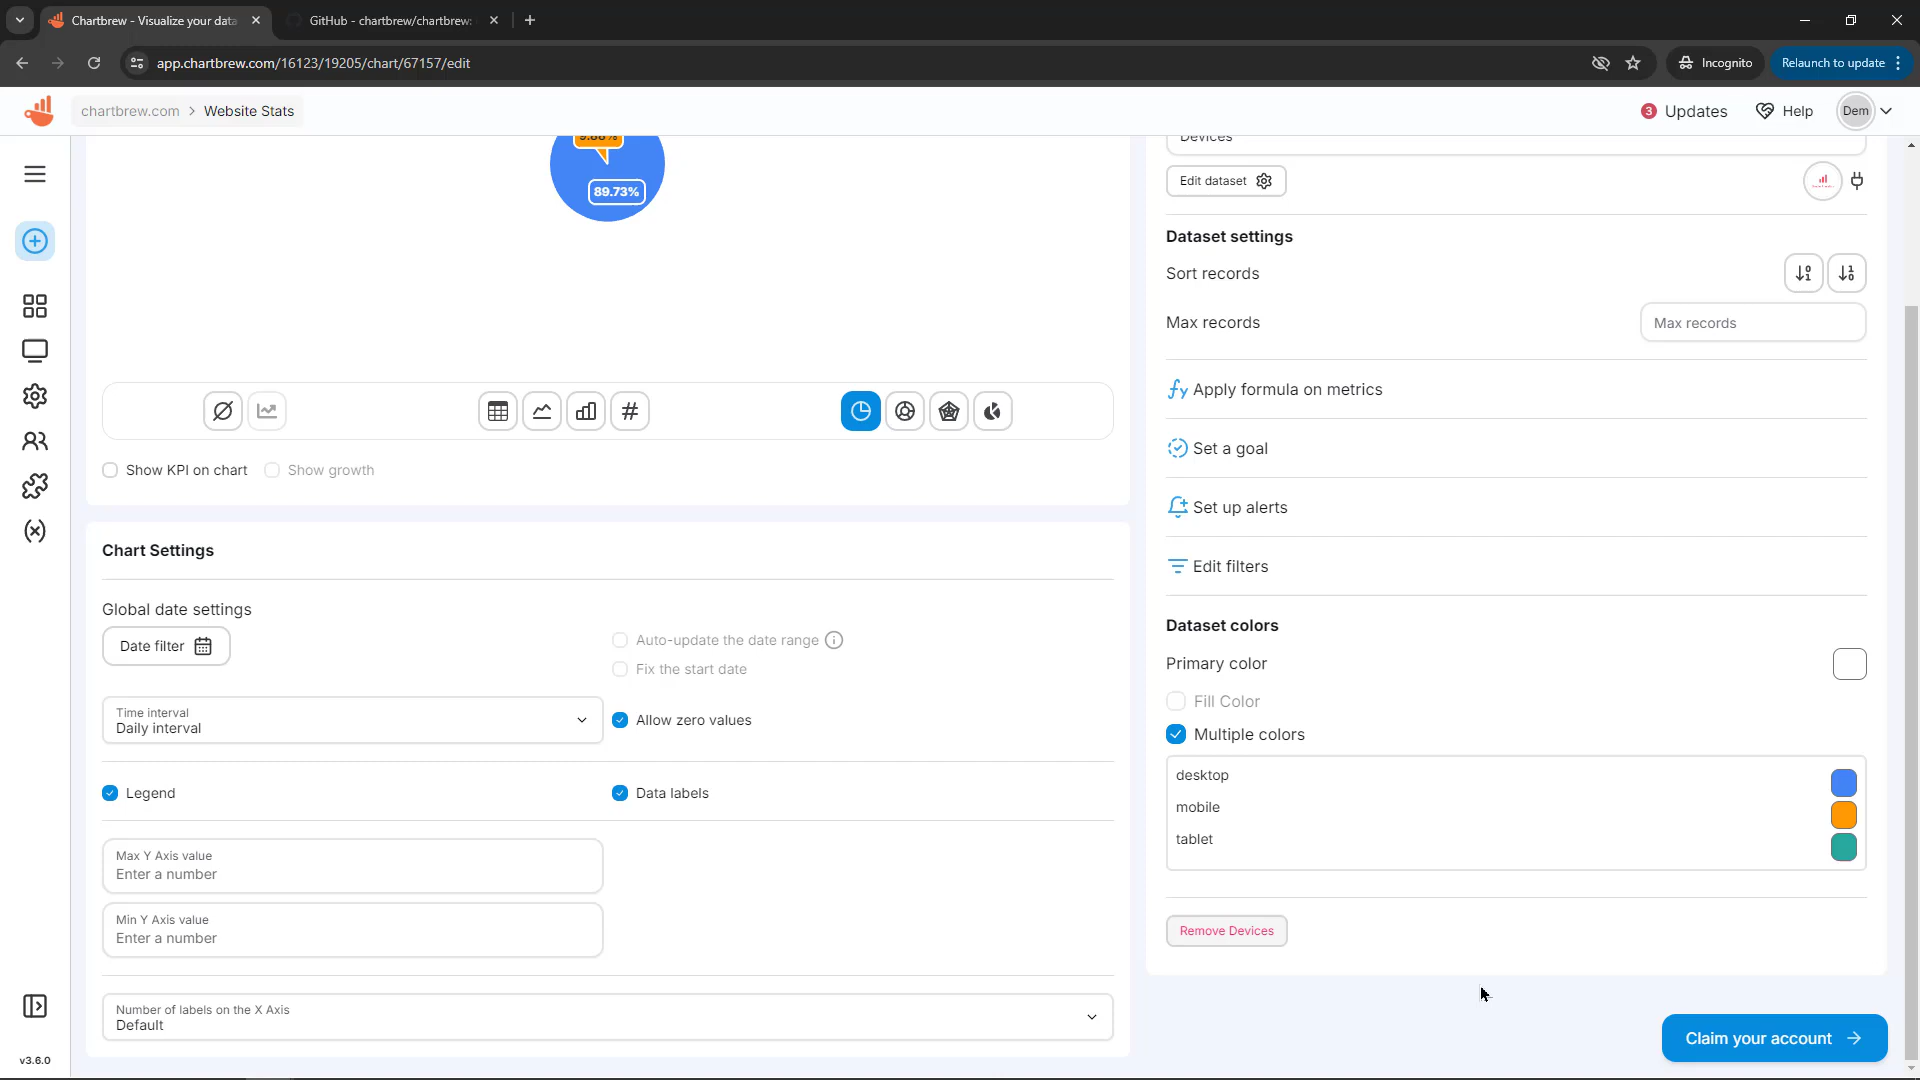 Chartbrew - Visualize your data
GitHub - chartbrew/chartbrew:
app.chartbrew.com/16123/19205/chart/67157/edit
Incognito
Relaunch to update
chartbrew.com > Website Stats
3 Updates
Help
Dem
9.88%
89.73%
Show KPI on chart
Show growth
Chart Settings
Global date settings
Date filter
Auto-update the date range
Fix the start date
Time interval
Daily interval
Allow zero values
Legend
Data labels
Max Y Axis value
Enter a number
Min Y Axis value
Enter a number
Number of labels on the X Axis
Default
v3.6.0
Devices
Edit dataset
Dataset settings
Sort records
Max records
Max records
Apply formula on metrics
Set a goal
Set up alerts
Edit filters
Dataset colors
Primary color
Fill Color
Multiple colors
desktop
mobile
tablet
Remove Devices
Claim your account